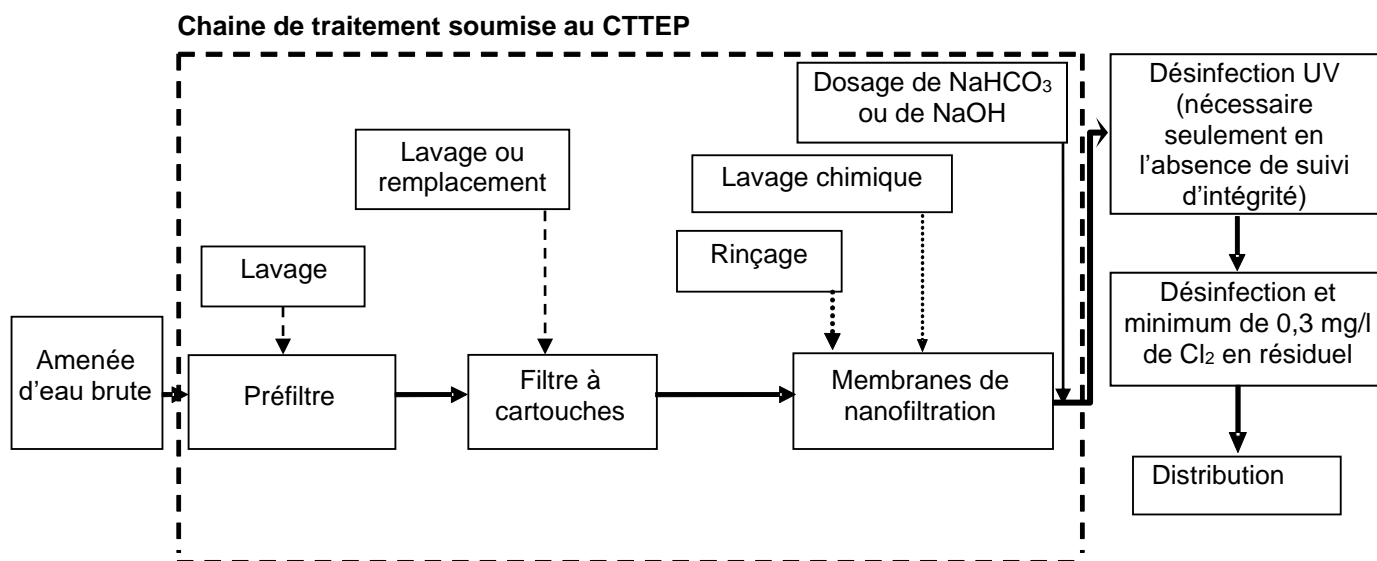 Chaine de traitement soumise au CTTEP
Dosage de NaHCO₃
ou de NaOH
Désinfection UV
(nécessaire
seulement en
l’absence de suivi
d’intégrité)
Lavage ou
remplacement
Lavage chimique
Rinçage
Lavage
Désinfection et
minimum de 0,3 mg/l
de Cl₂ en résiduel
Amenée
d’eau brute
Préfiltre
Filtre à
cartouches
Membranes de
nanofiltration
Distribution